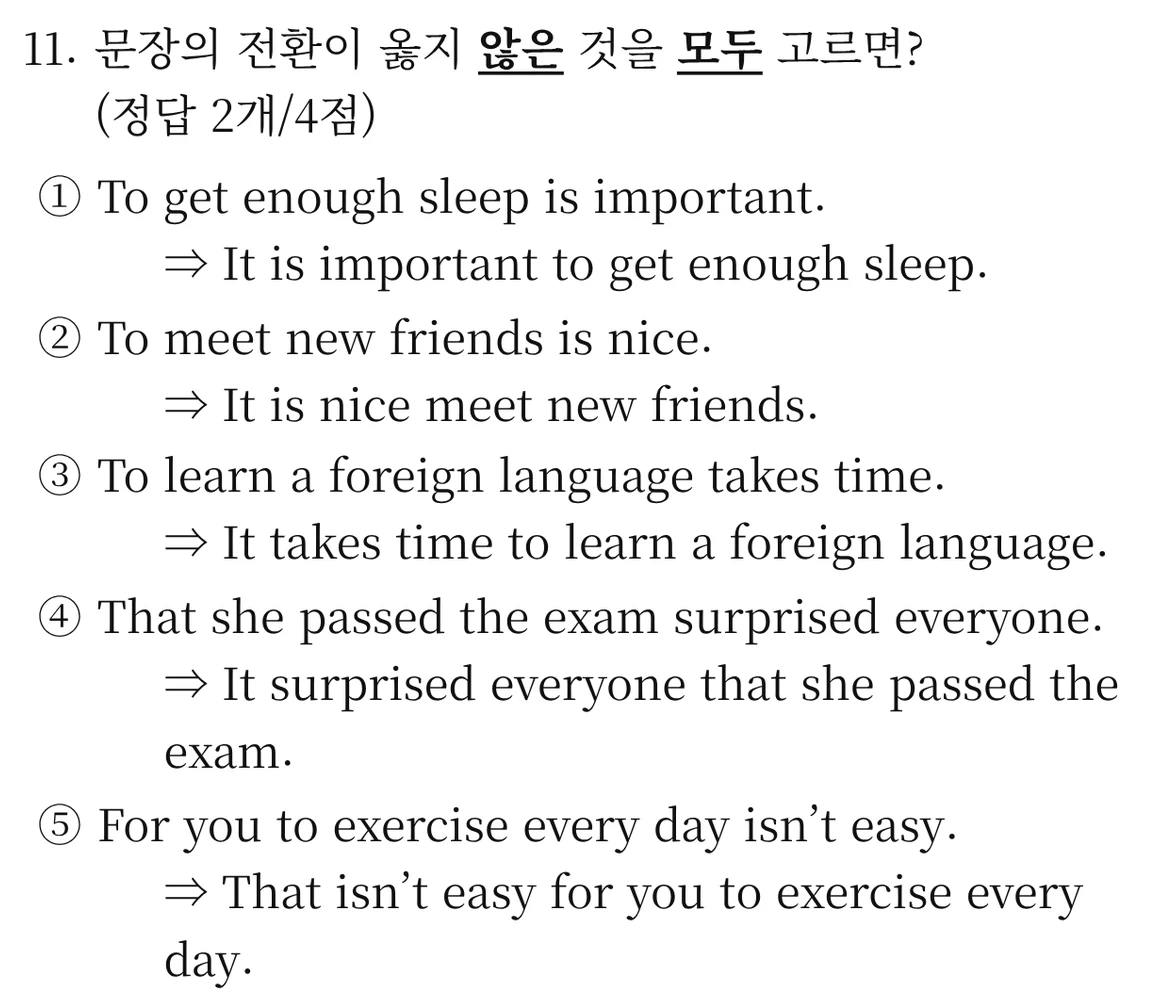 11. 문장의 전환이 옳지 않은 것을 모두 고르면?
(정답 2개/4점)
① To get enough sleep is important.
⇒ It is important to get enough sleep.
② To meet new friends is nice.
⇒ It is nice meet new friends.
③ To learn a foreign language takes time.
⇒ It takes time to learn a foreign language.
④ That she passed the exam surprised everyone.
⇒ It surprised everyone that she passed the
exam.
⑤ For you to exercise every day isn’t easy.
⇒ That isn’t easy for you to exercise every
day.